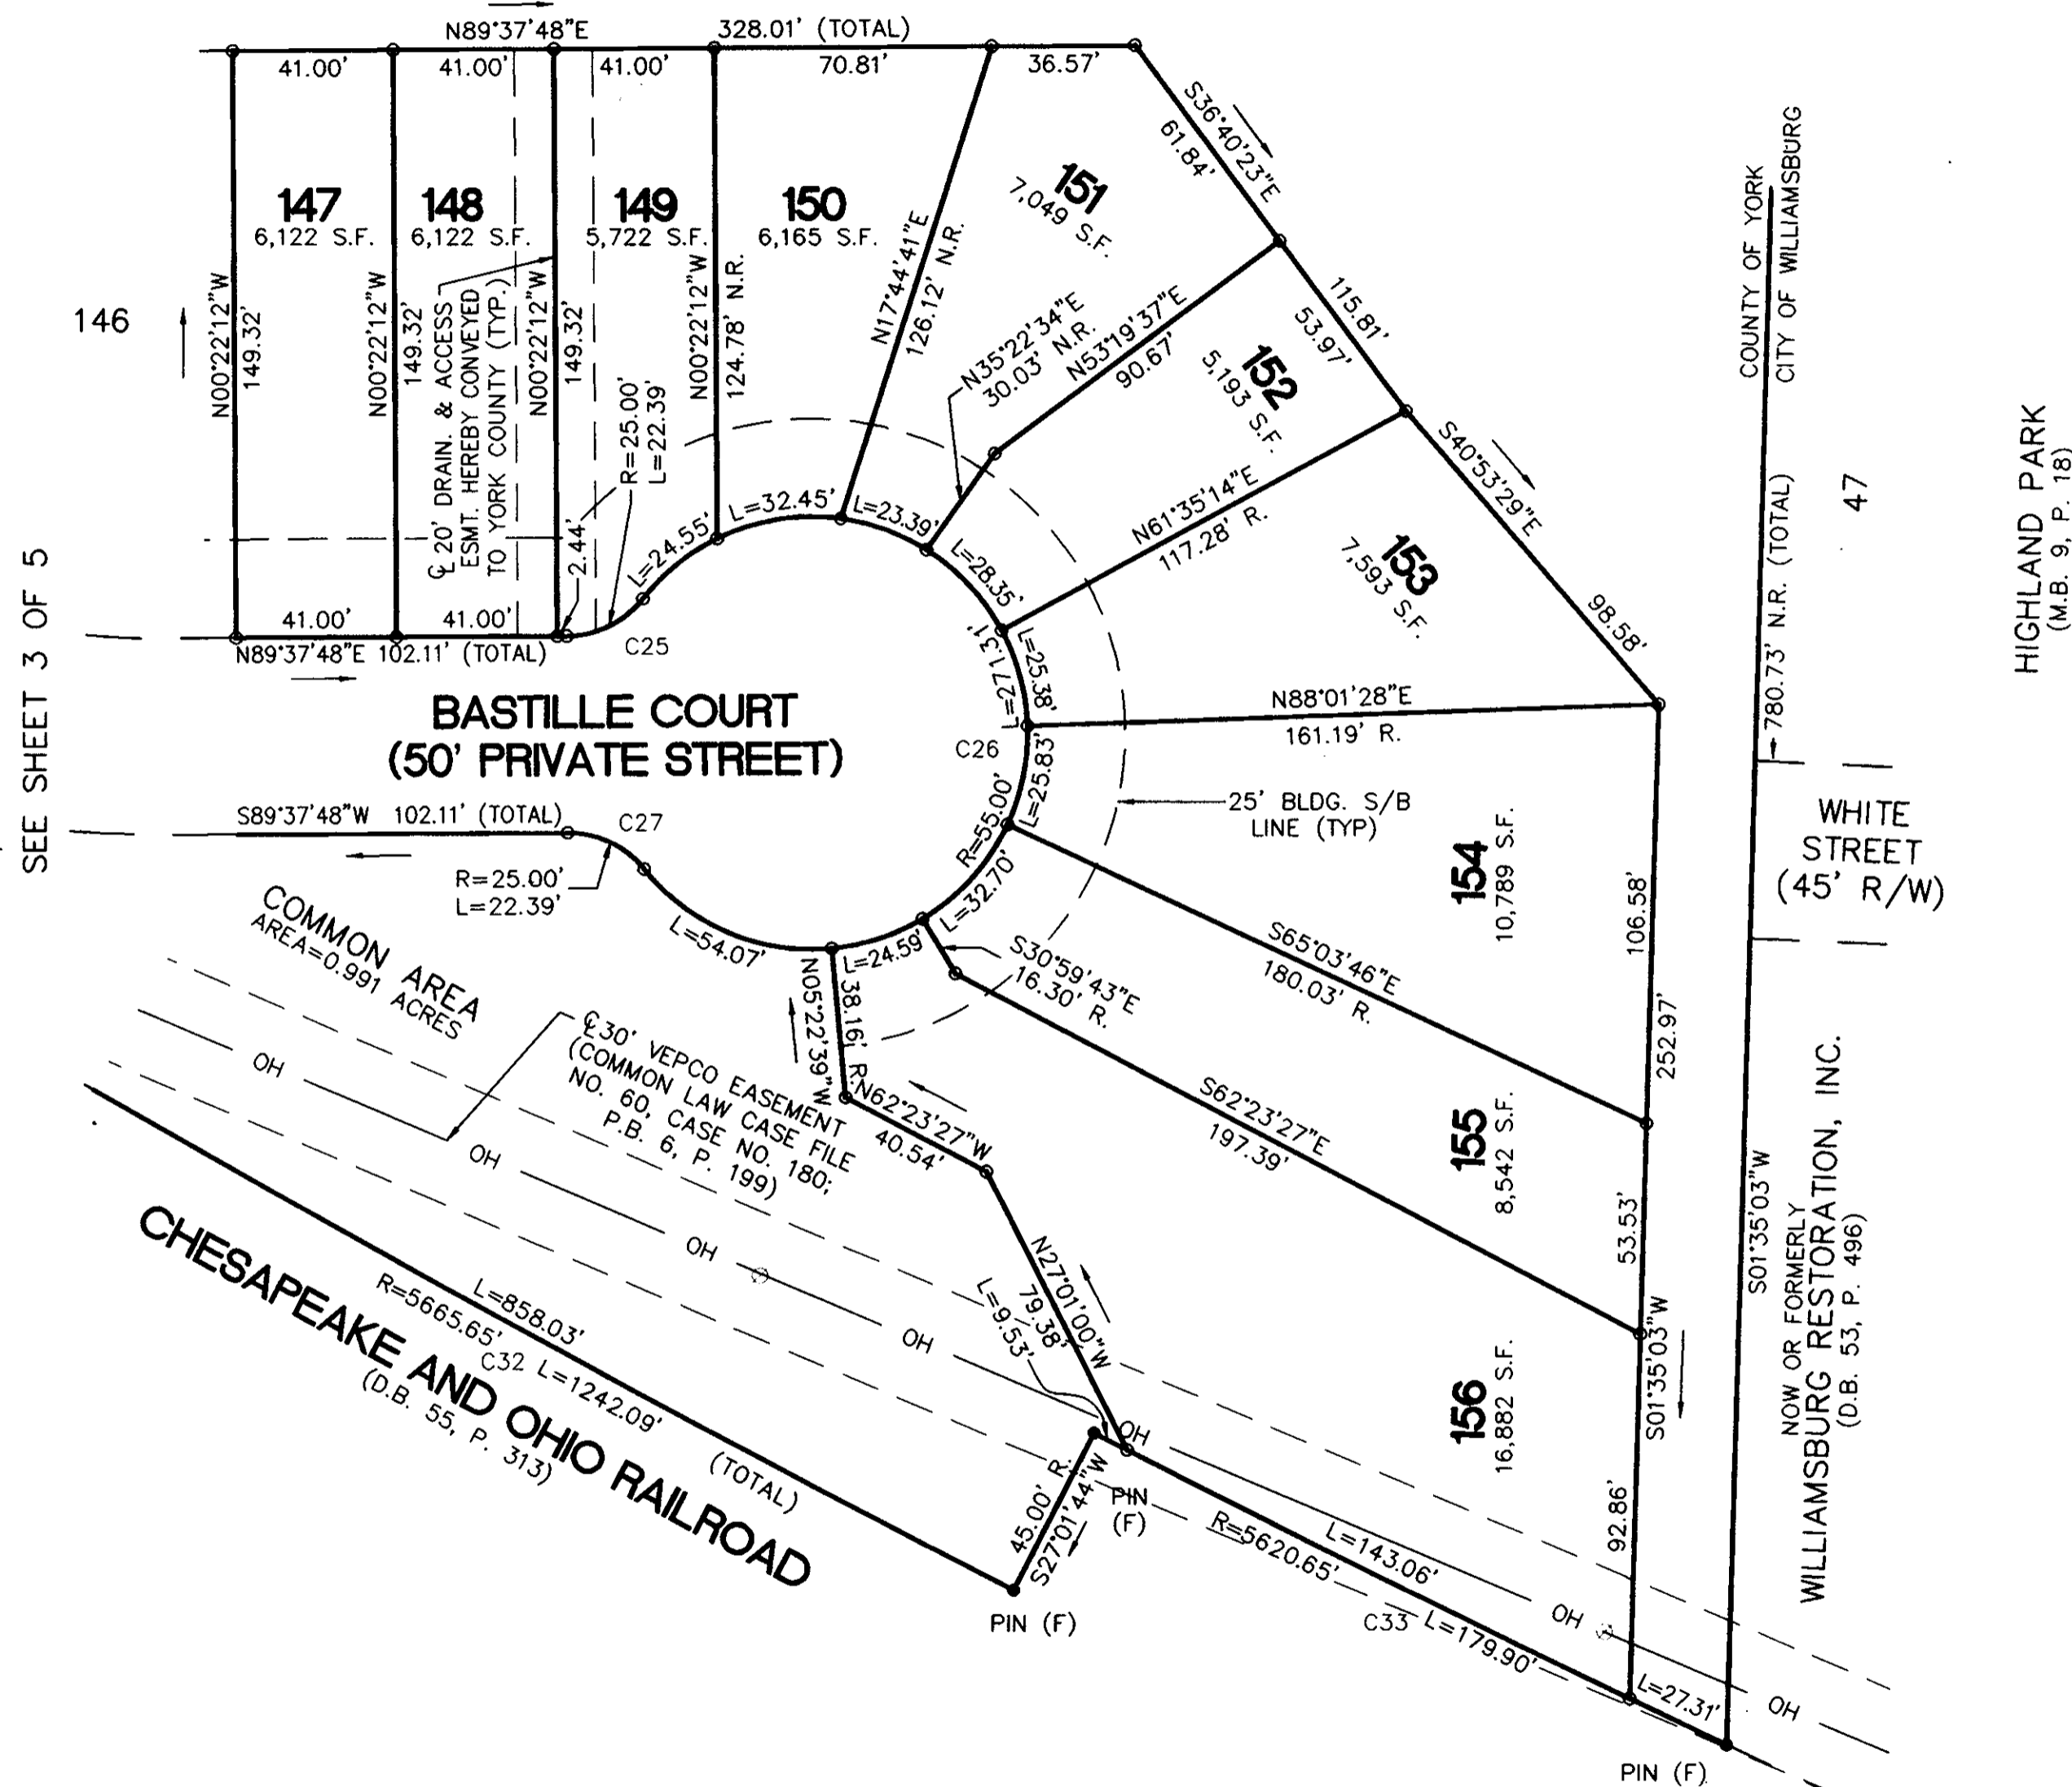 N89°37'48"E
328.01' (TOTAL)
41.00'
41.00'
41.00'
70.81'
36.57'
S36°40'23"E
61.84'
147
6,122 S.F.
148
6,122 S.F.
149
5,722 S.F.
150
6,165 S.F.
151
7,049 S.F.
146
N00°22'12"W
149.32'
N00°22'12"W
149.32'
℄ 20' DRAIN. & ACCESS
ESMT. HEREBY CONVEYED
TO YORK COUNTY (TYP.)
N00°22'12"W
149.32'
R=25.00'
L=22.39'
N00°22'12"W
124.78' N.R.
N17°44'41"E
126.12' N.R.
N35°22'34"E
30.03' N.R.
N53°19'37"E
90.67'
115.81'
53.97'
152
5,193 S.F.
N61°35'14"E
117.28' R.
S40°53'29"E
98.58'
153
7,593 S.F.
COUNTY OF YORK
CITY OF WILLIAMSBURG
780.73' N.R. (TOTAL)
47
HIGHLAND PARK
(M.B. 9, P. 18)
SEE SHEET 3 OF 5
41.00'
41.00'
2.44'
N89°37'48"E 102.11' (TOTAL)
C25
L=24.55'
L=32.45'
L=23.39'
L=28.35'
L=271.31'
L=25.38'
BASTILLE COURT
(50' PRIVATE STREET)
C26
R=55.00'
L=25.83'
N88°01'28"E
161.19' R.
25' BLDG. S/B
LINE (TYP)
WHITE
STREET
(45' R/W)
S89°37'48"W 102.11' (TOTAL)
C27
R=25.00'
L=22.39'
L=54.07'
L=24.59'
L=32.70'
154
10,789 S.F.
106.58'
S65°03'46"E
180.03' R.
S30°59'43"E
16.30' R.
252.97'
COMMON AREA
AREA=0.991 ACRES
N05°22'39"W
38.16' R.
N62°23'27"W
40.54'
S62°23'27"E
197.39'
155
8,542 S.F.
53.53'
℄ 30' VEPCO EASEMENT
(COMMON LAW CASE FILE
NO. 60, CASE NO. 180;
P.B. 6, P. 199)
OH
OH
OH
OH
OH
OH
OH
N27°01'00"W
79.38'
L=9.53'
S01°35'03"W
S01°35'03"W
NOW OR FORMERLY
WILLIAMSBURG RESTORATION, INC.
(D.B. 53, P. 496)
156
16,882 S.F.
92.86'
L=858.03'
R=5665.65'
C32 L=1242.09'
(TOTAL)
CHESAPEAKE AND OHIO RAILROAD
(D.B. 55, P. 313)
45.00' R.
S27°01'44"W
PIN
(F)
PIN (F)
L=143.06'
R=5620.65'
C33 L=179.90'
L=27.31'
PIN (F)